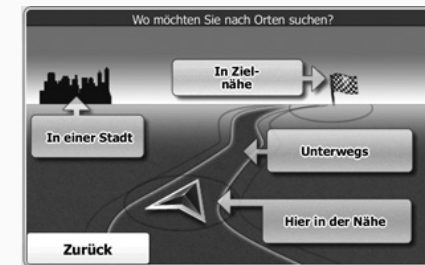 Wo möchten Sie nach Orten suchen?
In Ziel-
nähe
In einer Stadt
Unterwegs
Hier in der Nähe
Zurück